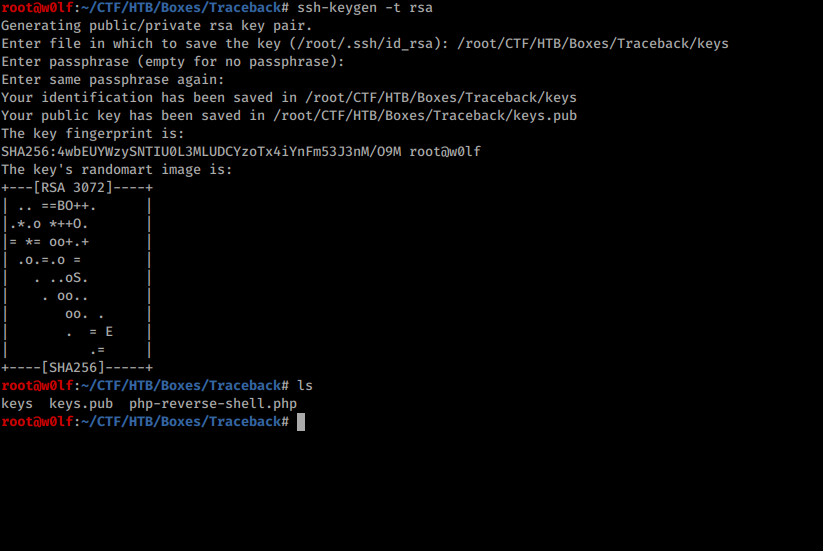 root@w0lf:~/CTF/HTB/Boxes/Traceback# ssh-keygen -t rsa
Generating public/private rsa key pair.
Enter file in which to save the key (/root/.ssh/id_rsa): /root/CTF/HTB/Boxes/Traceback/keys
Enter passphrase (empty for no passphrase):
Enter same passphrase again:
Your identification has been saved in /root/CTF/HTB/Boxes/Traceback/keys
Your public key has been saved in /root/CTF/HTB/Boxes/Traceback/keys.pub
The key fingerprint is:
SHA256:4wbEUYWzySNTIU0L3MLUDCYzoTx4iYnFm53J3nM/O9M root@w0lf
The key's randomart image is:
+---[RSA 3072]----+
| .. ==BO++.      |
|.*.o *++O.       |
|= *= oo+.+       |
| .o.=.o =        |
|   . ..oS.       |
|    . oo..       |
|       oo. .     |
|       .  = E    |
|          .=     |
+----[SHA256]-----+
root@w0lf:~/CTF/HTB/Boxes/Traceback# ls
keys  keys.pub  php-reverse-shell.php
root@w0lf:~/CTF/HTB/Boxes/Traceback#